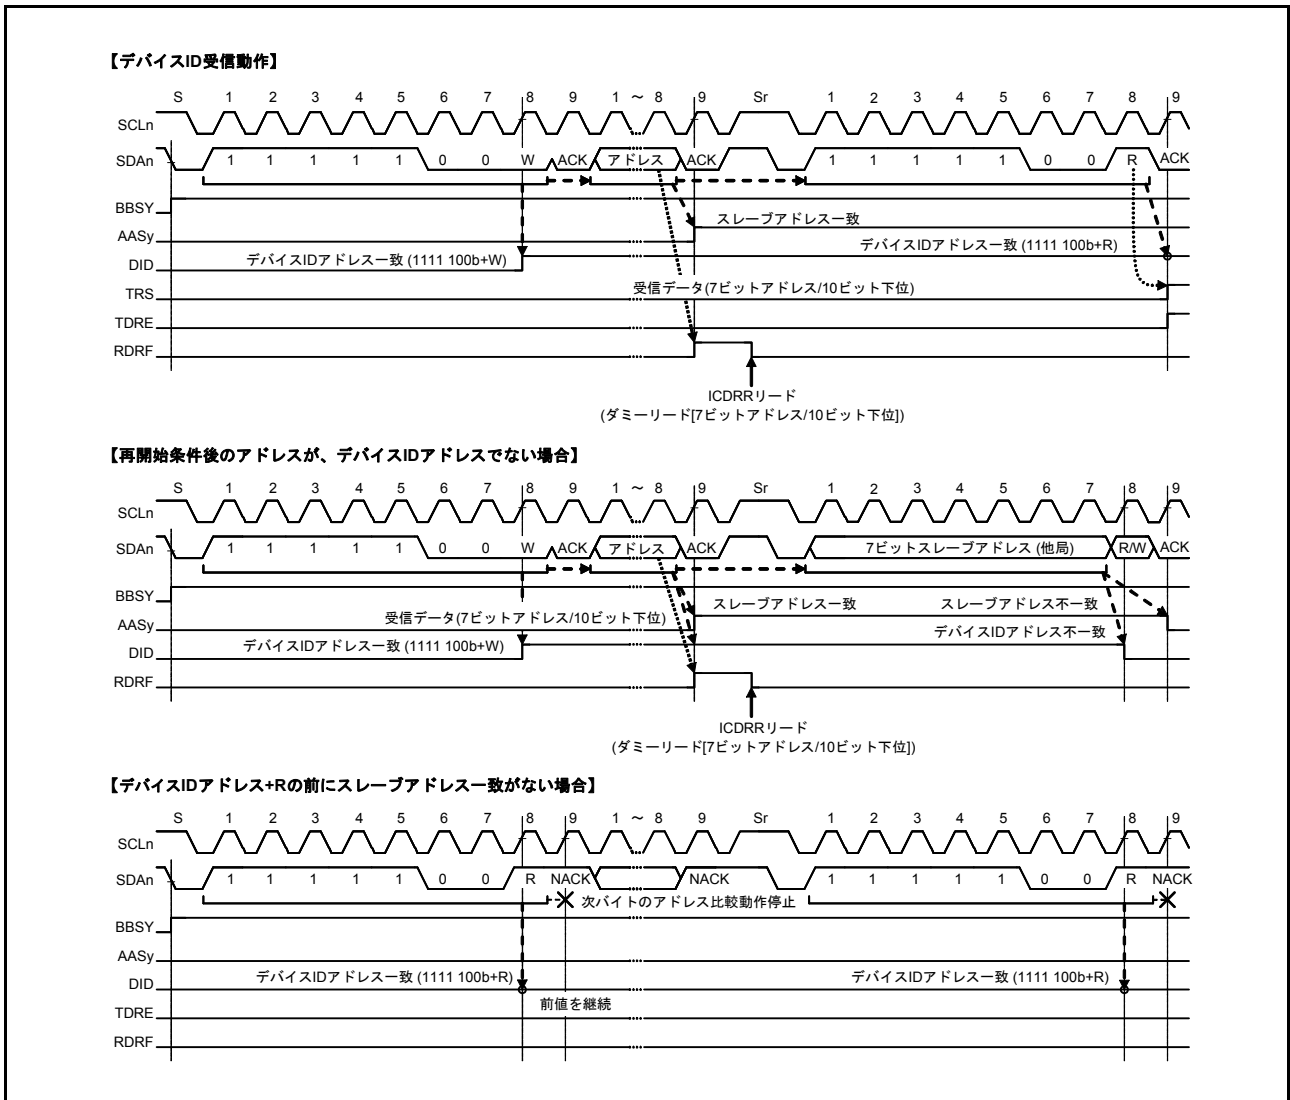 【デバイスID受信動作】
S 1 2 3 4 5 6 7 8 9 1 ～ 8 9 Sr 1 2 3 4 5 6 7 8 9
SCLn
SDAn 1 1 1 1 1 0 0 W ACK アドレス ACK 1 1 1 1 1 0 0 R ACK
BBSY
スレーブアドレス一致
AASy
デバイスIDアドレス一致 (1111 100b+R)
DID デバイスIDアドレス一致 (1111 100b+W)
TRS 受信データ(7ビットアドレス/10ビット下位)
TDRE
RDRF
ICDRRリード
(ダミーリード[7ビットアドレス/10ビット下位])
【再開始条件後のアドレスが、デバイスIDアドレスでない場合】
S 1 2 3 4 5 6 7 8 9 1 ～ 8 9 Sr 1 2 3 4 5 6 7 8 9
SCLn
SDAn 1 1 1 1 1 0 0 W ACK アドレス ACK 7ビットスレーブアドレス (他局) R/W ACK
BBSY
スレーブアドレス一致 スレーブアドレス不一致
AASy 受信データ(7ビットアドレス/10ビット下位)
デバイスIDアドレス不一致
DID デバイスIDアドレス一致 (1111 100b+W)
RDRF
ICDRRリード
(ダミーリード[7ビットアドレス/10ビット下位])
【デバイスIDアドレス+Rの前にスレーブアドレス一致がない場合】
S 1 2 3 4 5 6 7 8 9 1 ～ 8 9 Sr 1 2 3 4 5 6 7 8 9
SCLn
SDAn 1 1 1 1 1 0 0 R NACK NACK 1 1 1 1 1 0 0 R NACK
次バイトのアドレス比較動作停止
BBSY
AASy
DID デバイスIDアドレス一致 (1111 100b+R) デバイスIDアドレス一致 (1111 100b+R)
前値を継続
TDRE
RDRF